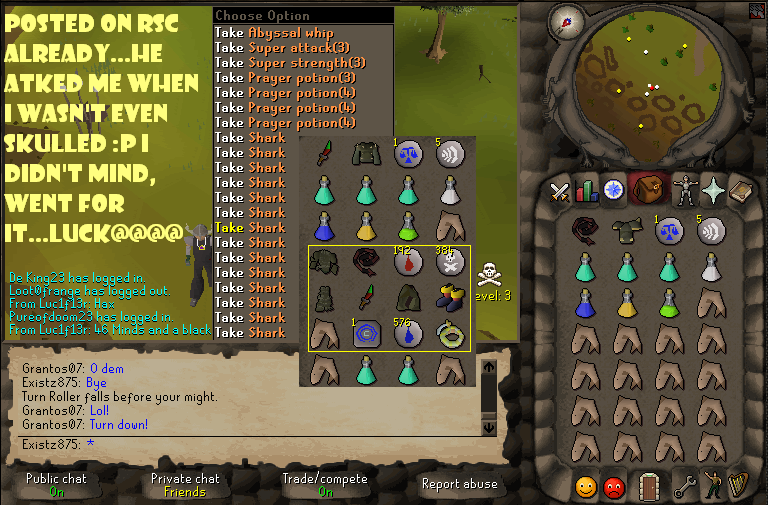 POSTED ON RSC
ALREADY...HE
ATKED ME WHEN
I WASN'T EVEN
SKULLED :P I
DIDN'T MIND,
WENT FOR
IT...LUCK@@@@
De King23 has logged in.
Loot0frange has logged out.
From Luc1f13r: Hax
Pureofdoom23 has logged in.
From Luc1f13r: 46 Minds and a black
Choose Option
Take Abyssal whip
Take Super attack(3)
Take Super strength(3)
Take Prayer potion(3)
Take Prayer potion(4)
Take Prayer potion(4)
Take Prayer potion(4)
Take Shark
Take Shark
Take Shark
Take Shark
Take Shark
Take Shark
Take Shark
Take Shark
Take Shark
Take Shark
Take Shark
Take Shark
Take Shark
Take Shark
1 5
192 384
1 576
evel: 3
1 5
Grantos07: O dem
Existz875: Bye
Turn Roller falls before your might.
Grantos07: Lol!
Grantos07: Turn down!
Existz875: *
Public chat
On
Private chat
Friends
Trade/compete
On
Report abuse